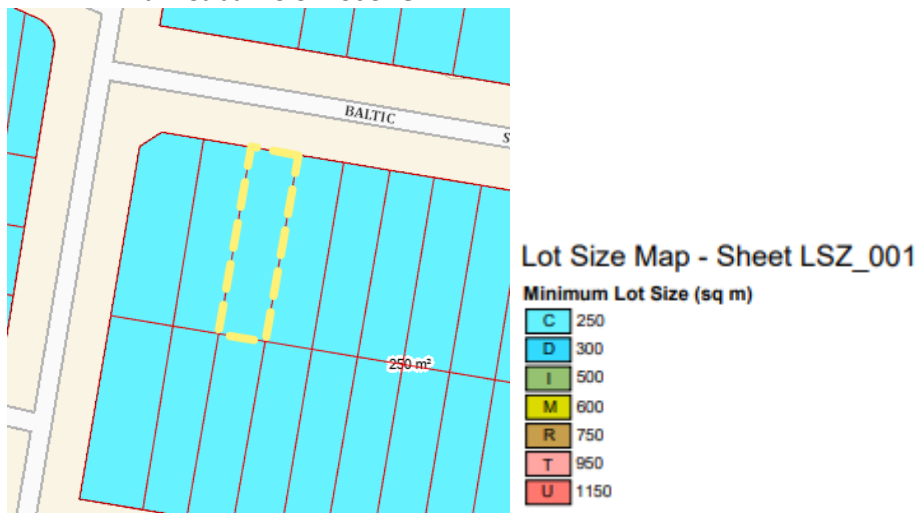 BALTIC
S
250 m²
Lot Size Map - Sheet LSZ_001
Minimum Lot Size (sq m)
C 250
D 300
I 500
M 600
R 750
T 950
U 1150